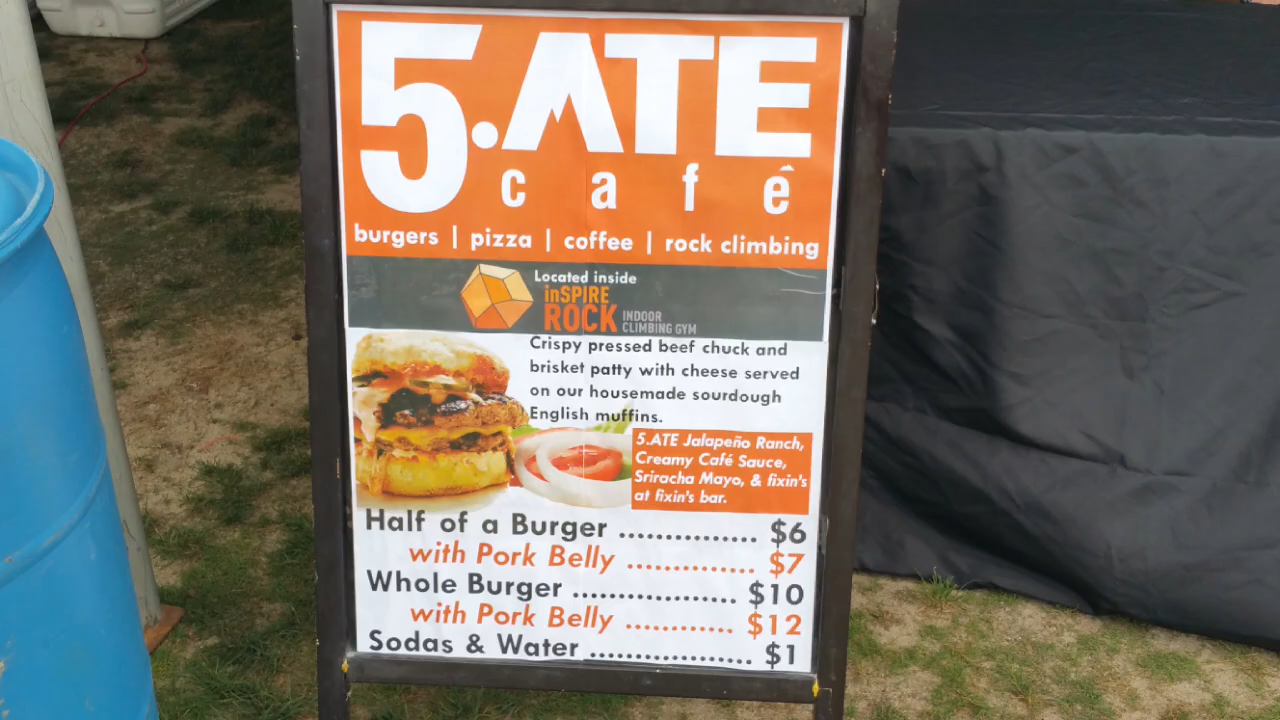 5.ATE
cafê
burgers | pizza | coffee | rock climbing
Located inside
inSPIRE
ROCK INDOOR
CLIMBING GYM
Crispy pressed beef chuck and
brisket patty with cheese served
on our housemade sourdough
English muffins.
5.ATE Jalapeño Ranch,
Creamy Café Sauce,
Sriracha Mayo, & fixin's
at fixin's bar.
Half of a Burger ............... $6
with Pork Belly .............. $7
Whole Burger .................. $10
with Pork Belly ............ $12
Sodas & Water .................. $1